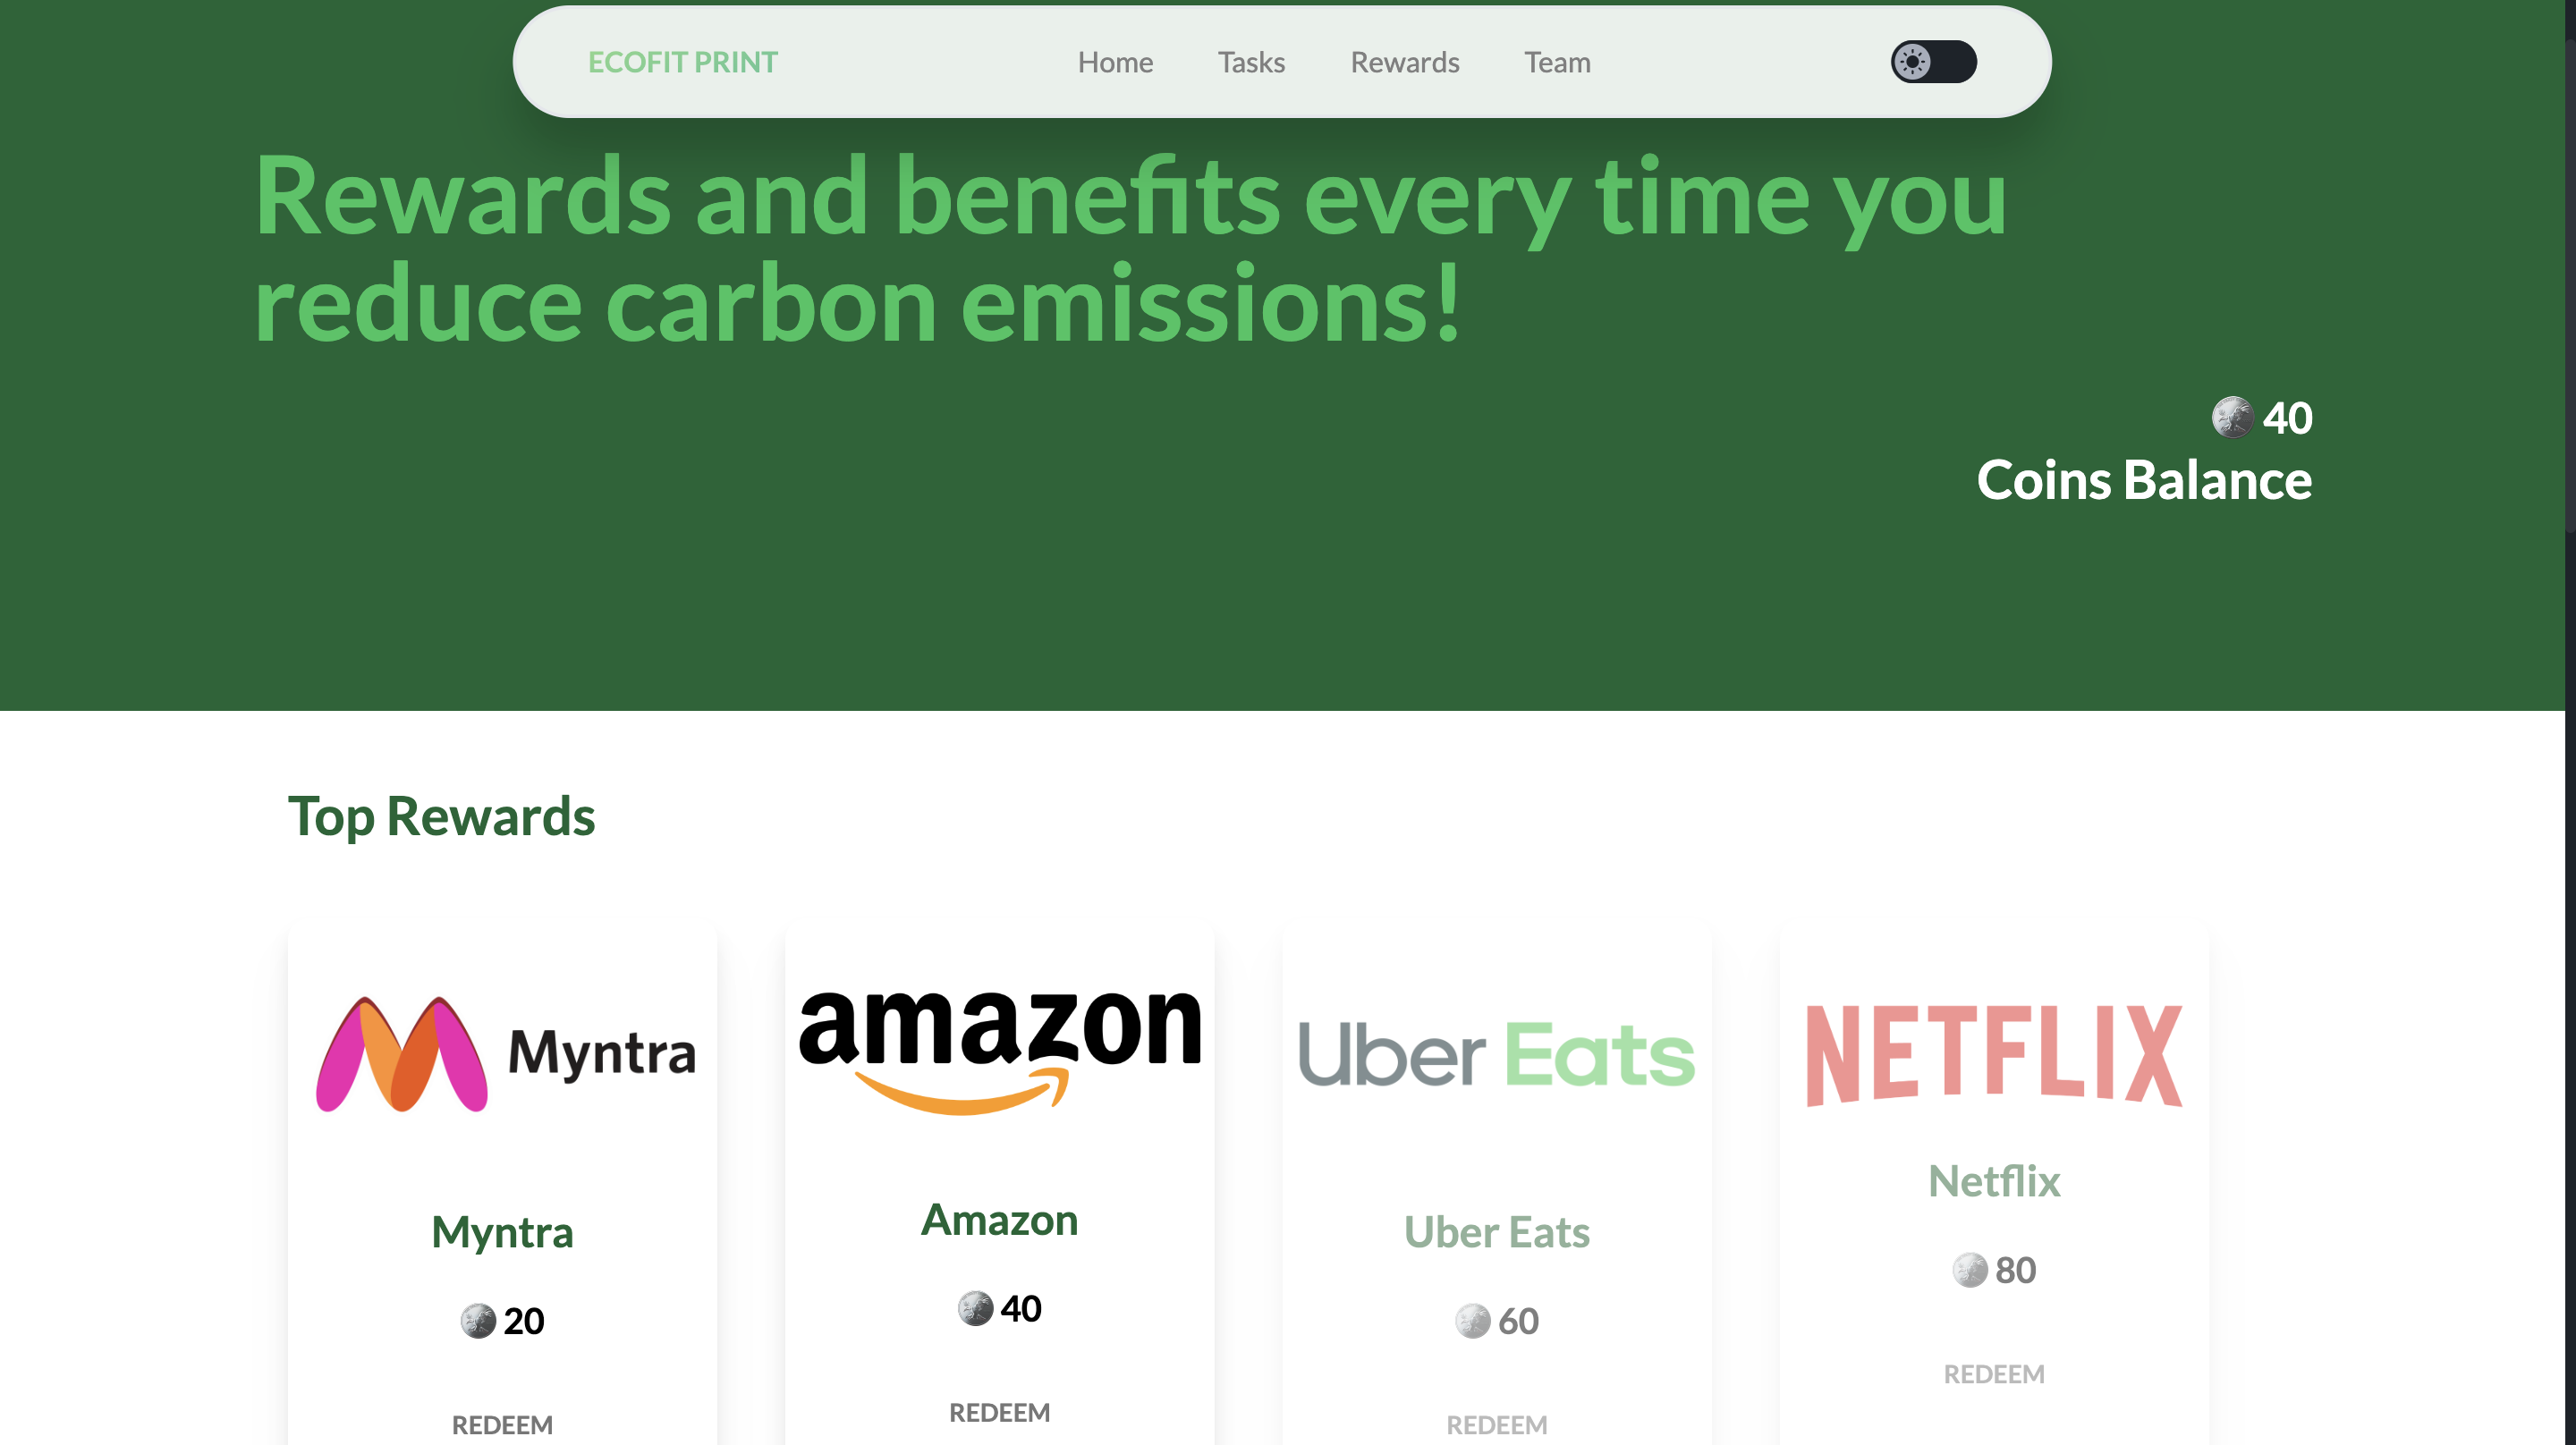 ECOFIT PRINT
Home
Tasks
Rewards
Team
Rewards and benefits every time you
reduce carbon emissions!
40
Coins Balance
Top Rewards
Myntra
Myntra
20
REDEEM
amazon
Amazon
40
REDEEM
Uber Eats
Uber Eats
60
REDEEM
NETFLIX
Netflix
80
REDEEM